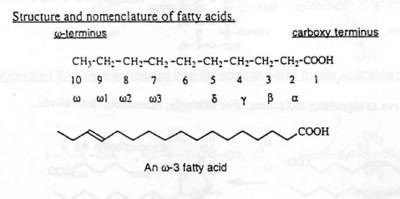 Structure and nomenclature of fatty acids.
ω-terminus carboxy terminus
CH₃-CH₂-CH₂-CH₂-CH₂-CH₂-CH₂-CH₂-CH₂-COOH
10 9 8 7 6 5 4 3 2 1
ω ω1 ω2 ω3 δ γ β α
COOH
An ω-3 fatty acid